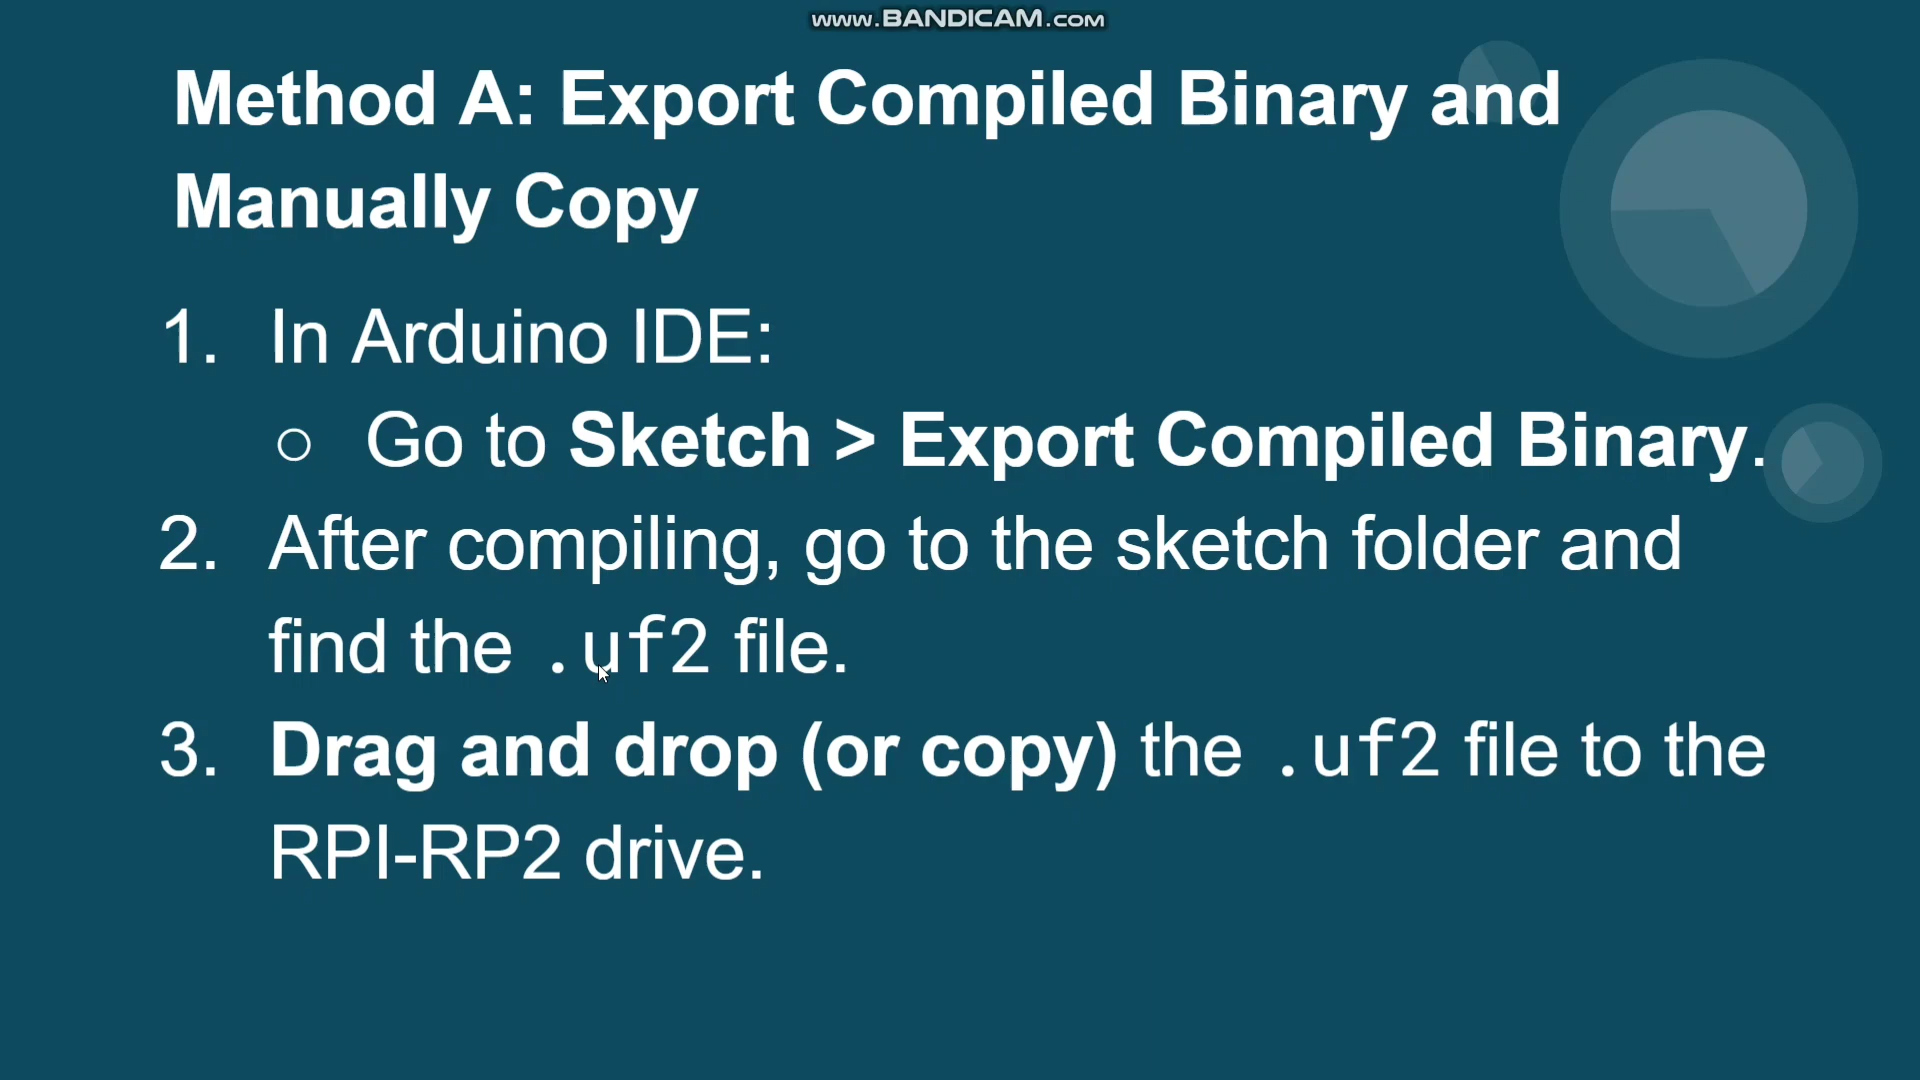 www.BANDICAM.com
Method A: Export Compiled Binary and
Manually Copy
1. In Arduino IDE:
○ Go to Sketch > Export Compiled Binary.
2. After compiling, go to the sketch folder and
find the .uf2 file.
3. Drag and drop (or copy) the .uf2 file to the
RPI-RP2 drive.